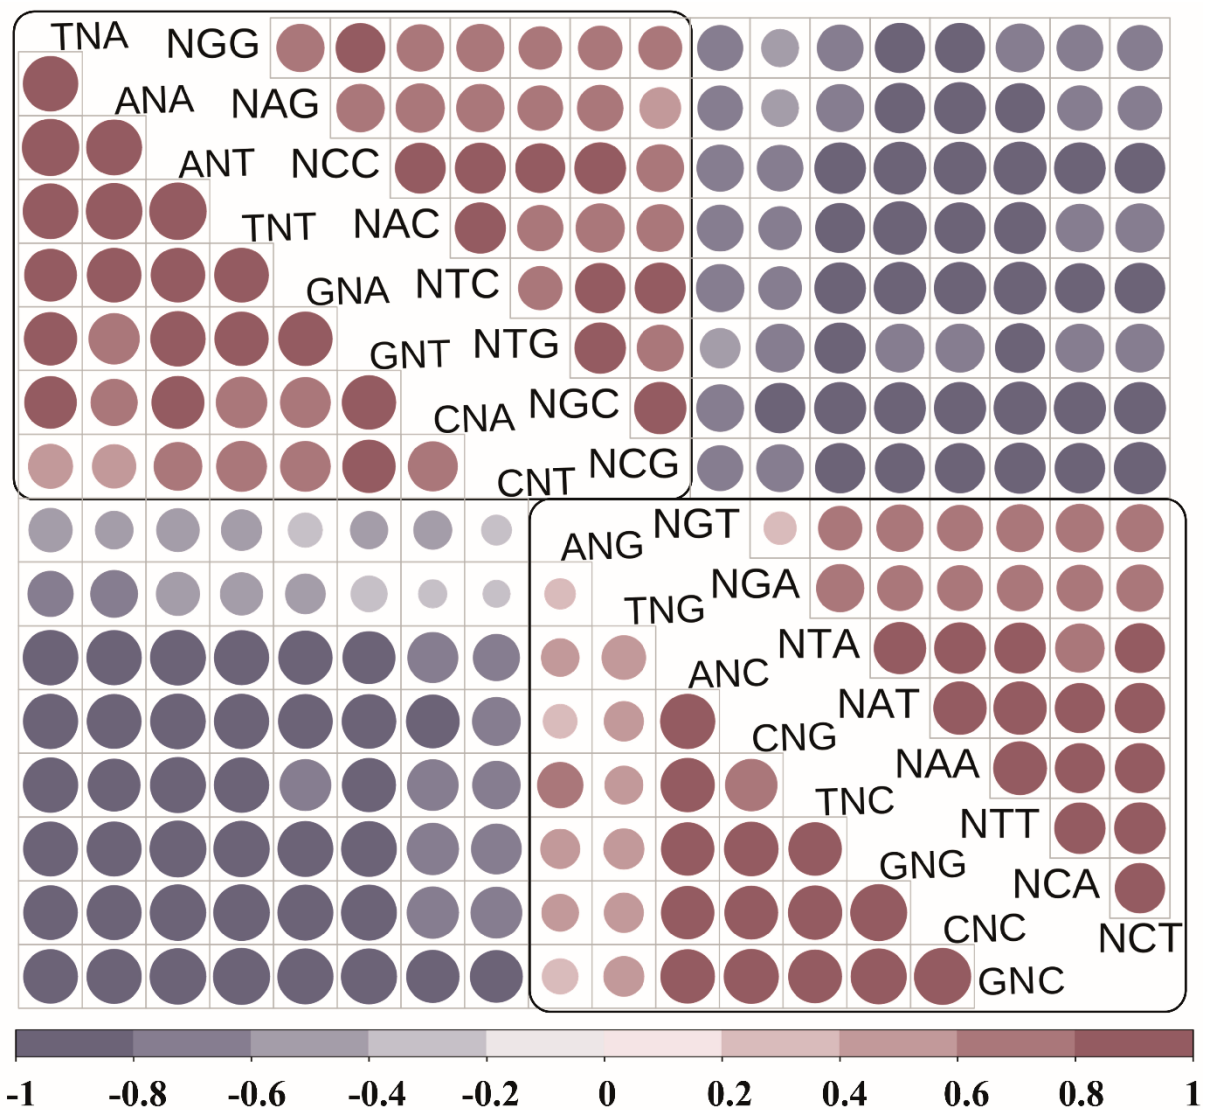 TNA NGG
ANA NAG
ANT NCC
TNT NAC
GNA NTC
GNT NTG
CNA NGC
CNT NCG
ANG NGT
TNG NGA
ANC NTA
CNG NAT
TNC NAA
GNG NTT
CNC NCA
GNC NCT
-1 -0.8 -0.6 -0.4 -0.2 0 0.2 0.4 0.6 0.8 1